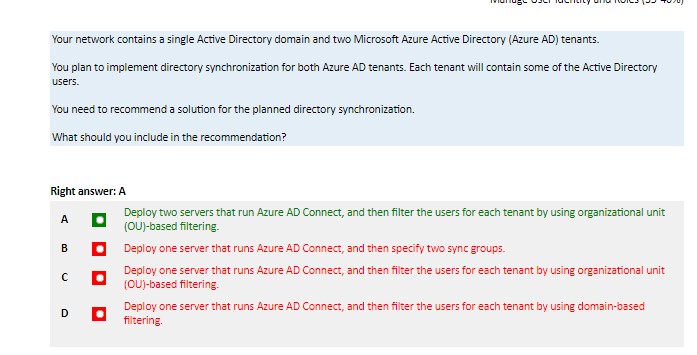 Manage User Identity and Roles (35-40%)
Your network contains a single Active Directory domain and two Microsoft Azure Active Directory (Azure AD) tenants.
You plan to implement directory synchronization for both Azure AD tenants. Each tenant will contain some of the Active Directory
users.
You need to recommend a solution for the planned directory synchronization.
What should you include in the recommendation?
Right answer: A
A Deploy two servers that run Azure AD Connect, and then filter the users for each tenant by using organizational unit
(OU)-based filtering.
B Deploy one server that runs Azure AD Connect, and then specify two sync groups.
C Deploy one server that runs Azure AD Connect, and then filter the users for each tenant by using organizational unit
(OU)-based filtering.
D Deploy one server that runs Azure AD Connect, and then filter the users for each tenant by using domain-based
filtering.